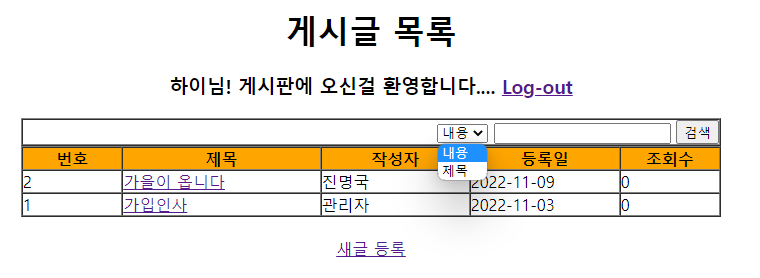 게시글 목록
하이님! 게시판에 오신걸 환영합니다.... Log-out
내용 검색
내용
제목
번호 제목 작성자 등록일 조회수
2 가을이 옵니다 진명국 2022-11-09 0
1 가입인사 관리자 2022-11-03 0
새글 등록